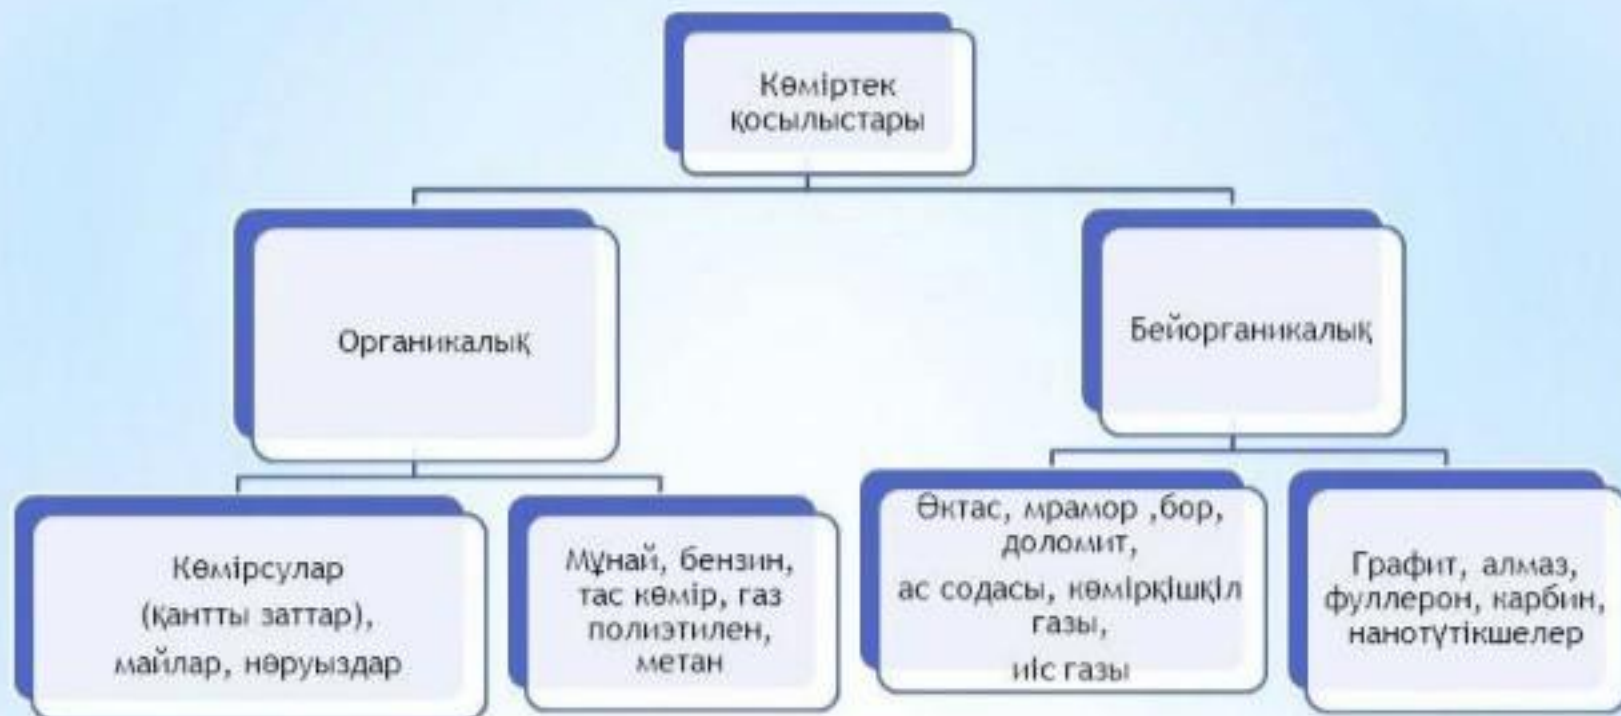 Көміртек
қосылыстары
Органикалық
Бейорганикалық
Көмірсулар
(қантты заттар),
майлар, нәруыздар
Мұнай, бензин,
тас көмір, газ
полиэтилен,
метан
Әктас, мрамор ,бор,
доломит,
ас содасы, көмірқішкіл
газы,
иіс газы
Графит, алмаз,
фуллерон, карбин,
нанотүтікшелер